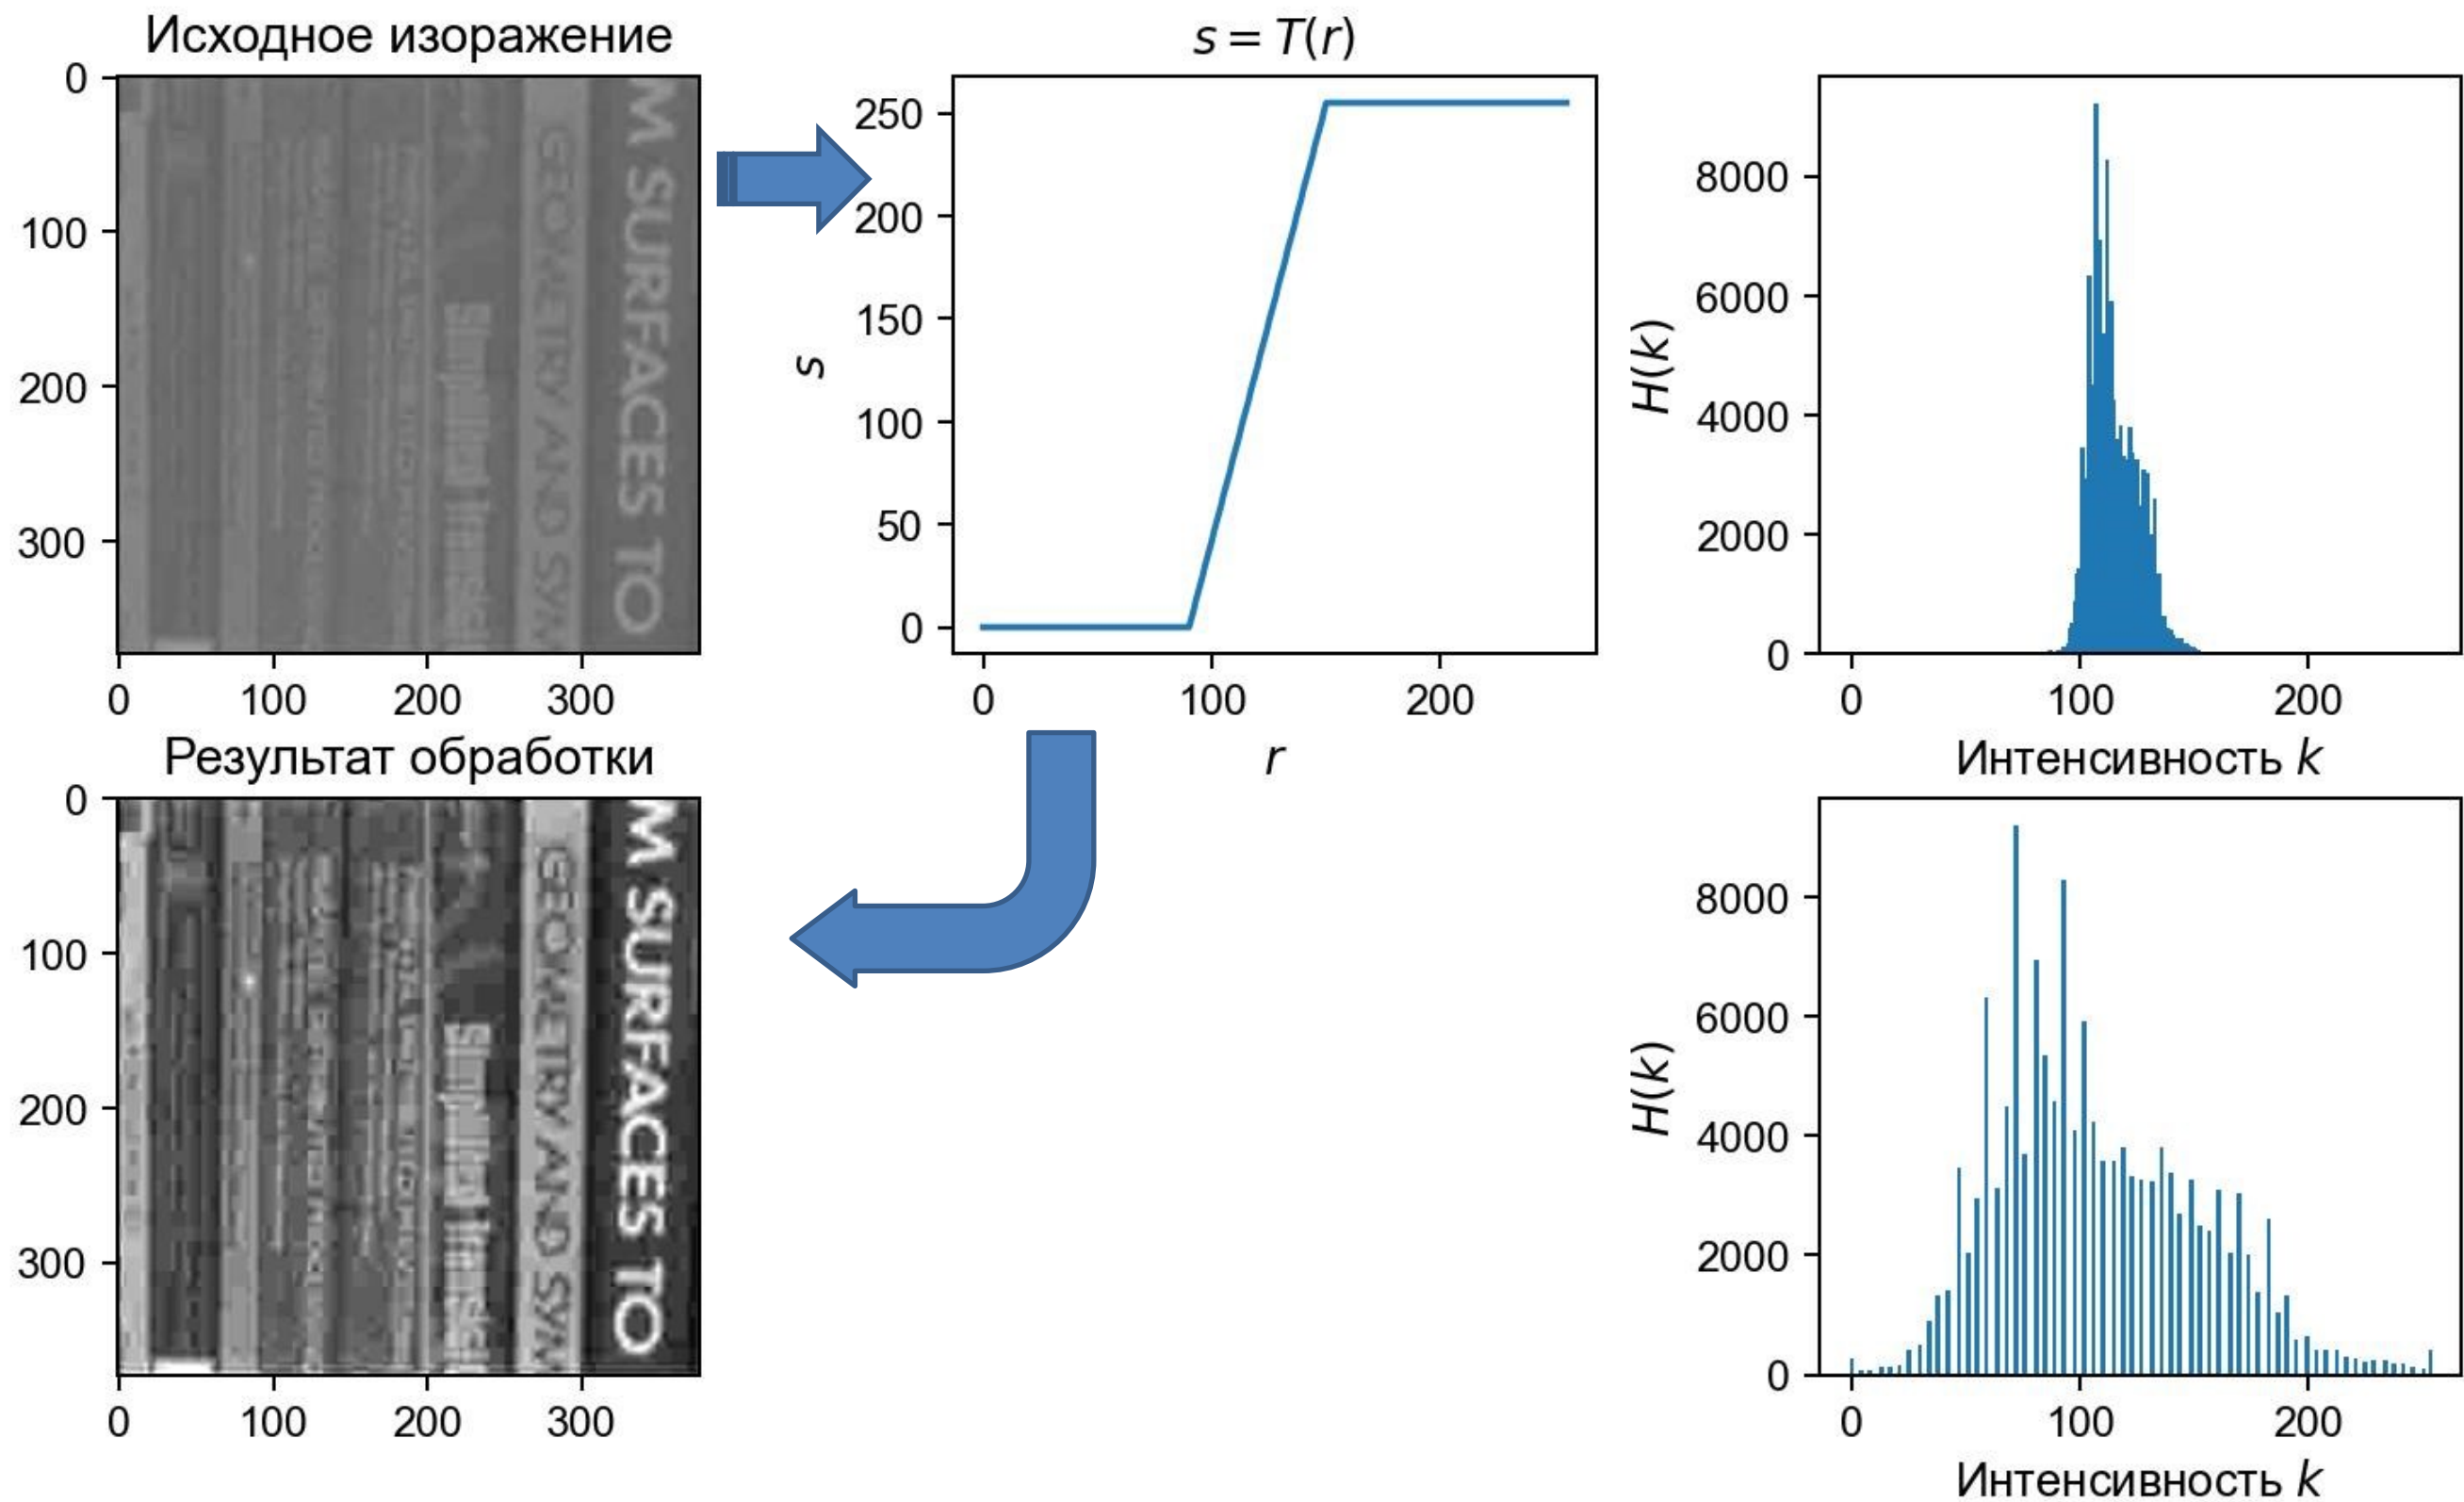 Исходное изоражение
0
100
200
300
0 100 200 300
M SURFACES TO
GEOMETRY AND SYM
s = T(r)
250
200
150
100
50
0
s
0 100 200
r
8000
6000
4000
2000
0
H(k)
0 100 200
Интенсивность k
Результат обработки
0
100
200
300
0 100 200 300
M SURFACES TO
GEOMETRY AND SYM
8000
6000
4000
2000
0
H(k)
0 100 200
Интенсивность k